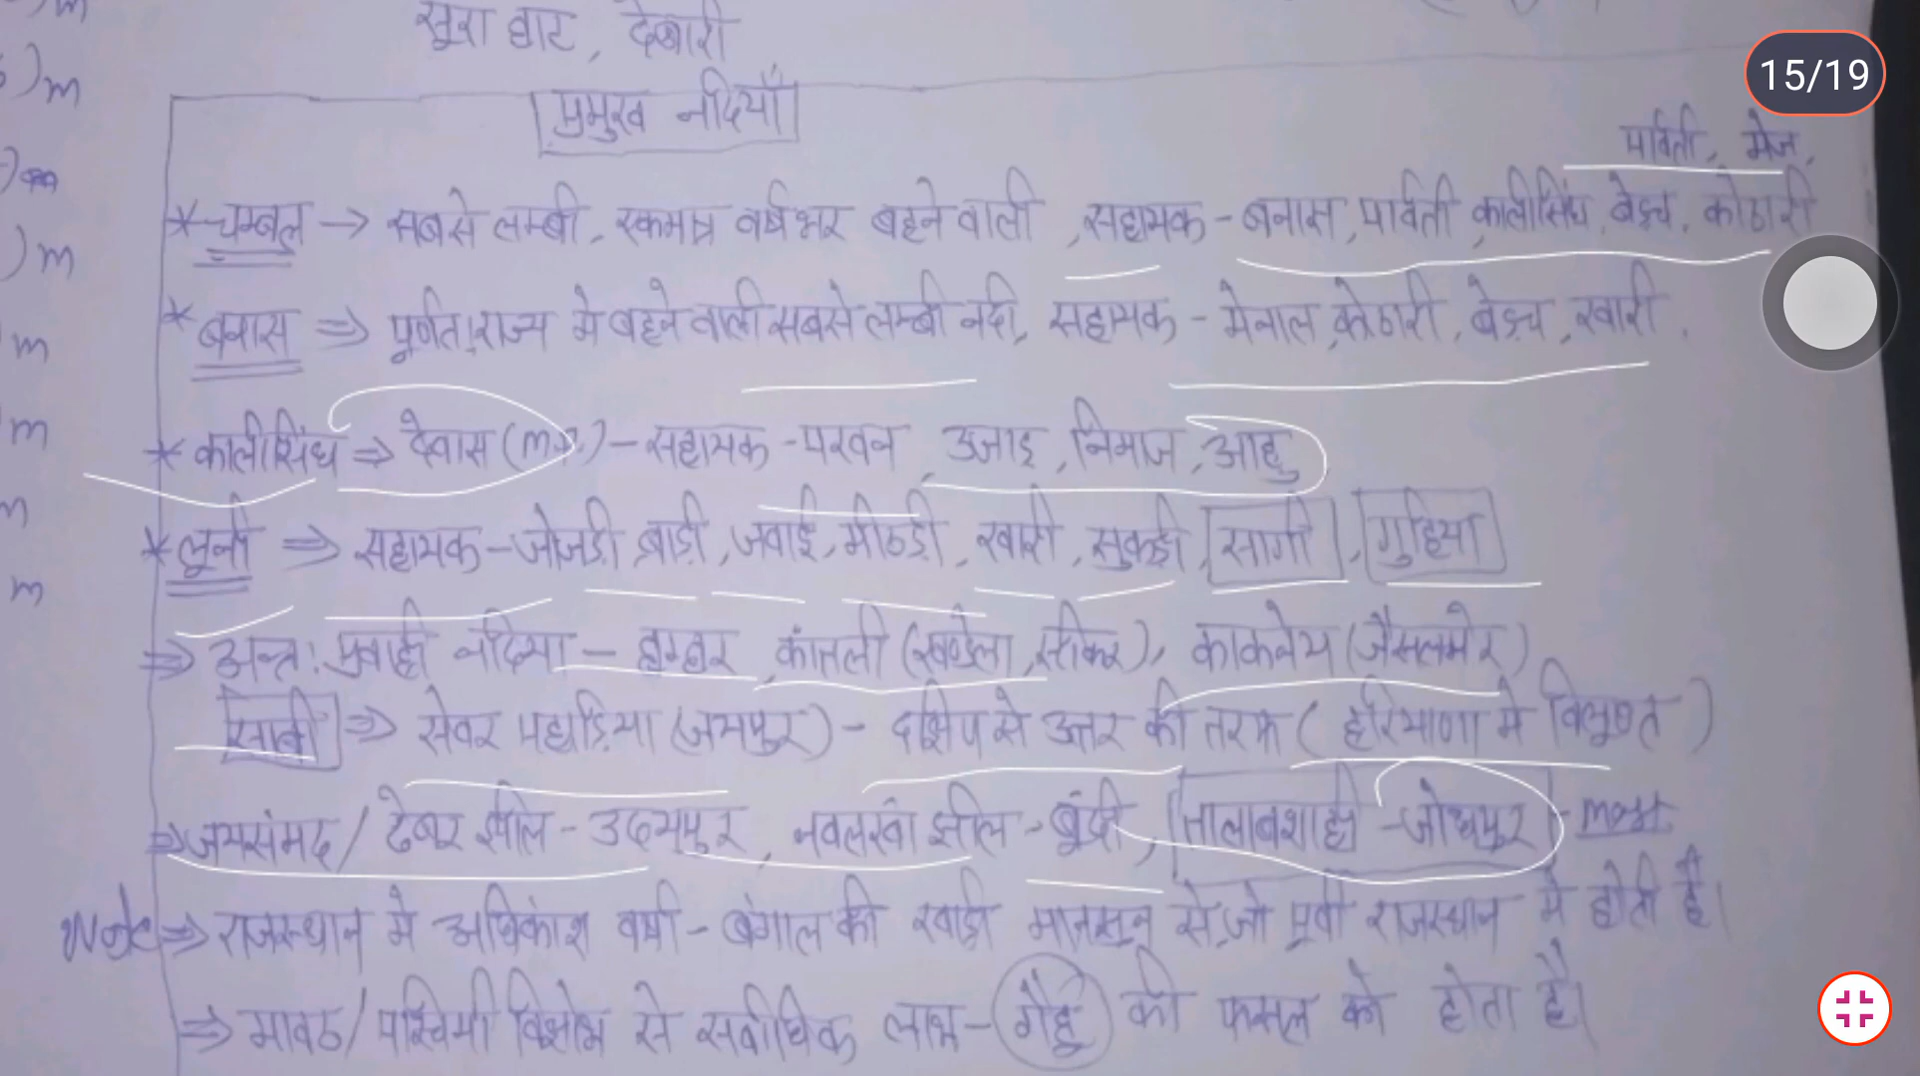 सूरा घाट, देबारी
15/19
प्रमुख नदियाँ
पार्वती, मेज,
* चम्बल → सबसे लम्बी, एकमात्र वर्षभर बहने वाली, सहायक - बनास, पार्वती, कालीसिंध, बेड़च, कोठारी
* बनास ⇒ पूर्णतः राज्य मे बहने वाली सबसे लम्बी नदी, सहायक - मेनाल, कोठारी, बेड़च, खारी,
* कालीसिंध ⇒ देवास (m.P.) - सहायक - परवन, उजाड़, निमाज, आहु
* लूनी ⇒ सहायक - जोजड़ी, बाड़ी, जवाई, मीठड़ी, खारी, सुकड़ी, सागी, गुहिया
⇒ अन्त: प्रवाही नदिया - घग्घर, कांतली (खण्डेला, सीकर), काकनेय (जैसलमेर)
साबी ⇒ सेवर पहाड़िया (जयपुर) - दक्षिण से उत्तर की तरफ (हरियाणा मे विलुप्त)
⇒ जयसंमद / ढेबर झील - उदयपुर, नवलखा झील - बूंदी, तालाबशाही - जोधपुर
Note ⇒ राजस्थान मे अधिकांश वर्षा - बंगाल की खाड़ी मानसून से, जो पूर्वी राजस्थान मे होती है।
⇒ मावठ / पश्चिमी विक्षोभ से सर्वाधिक लाभ - गेहूँ की फसल को होता है।